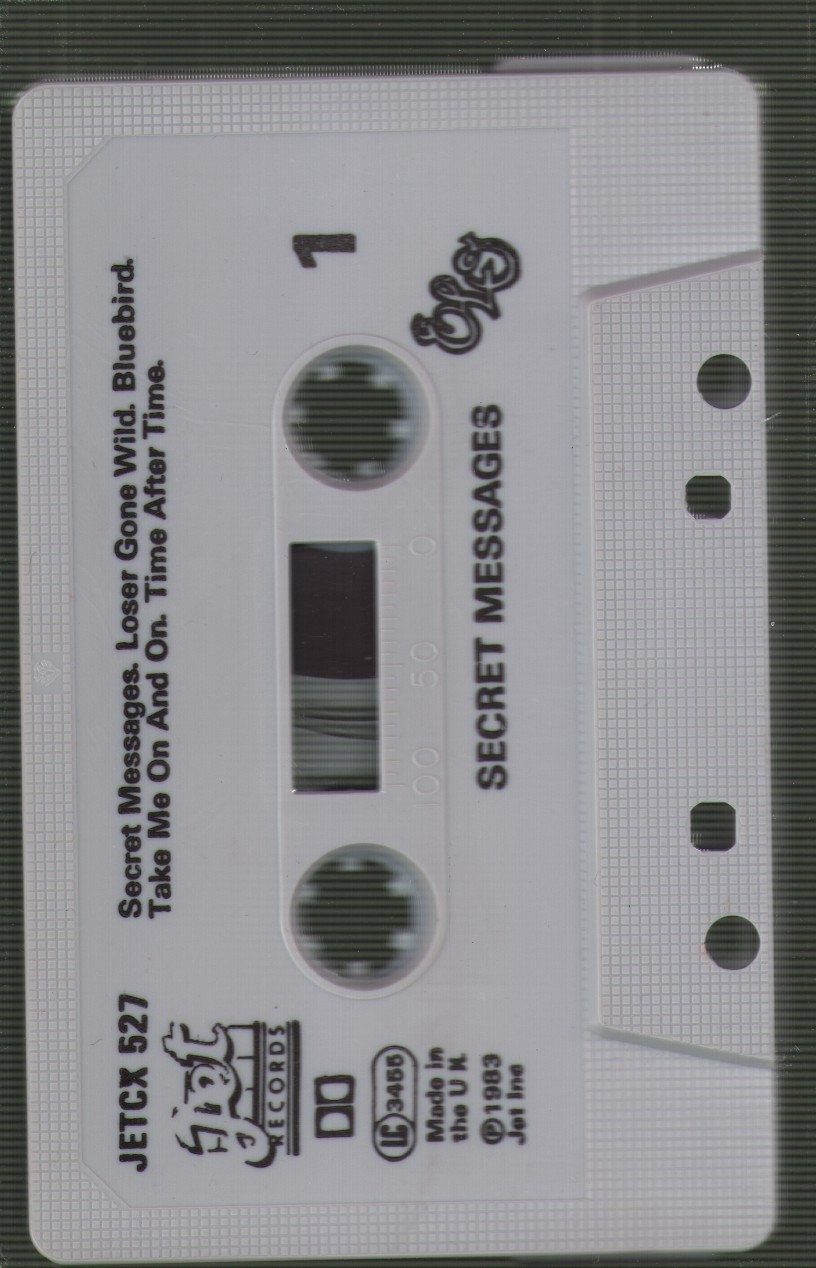 JETCX 527
Secret Messages. Loser Gone Wild. Bluebird.
Take Me On And On. Time After Time.
Jet
RECORDS
1
LC 3455
Made in
the U K
℗ 1983
Jet Inc
100 50 0
elo
SECRET MESSAGES